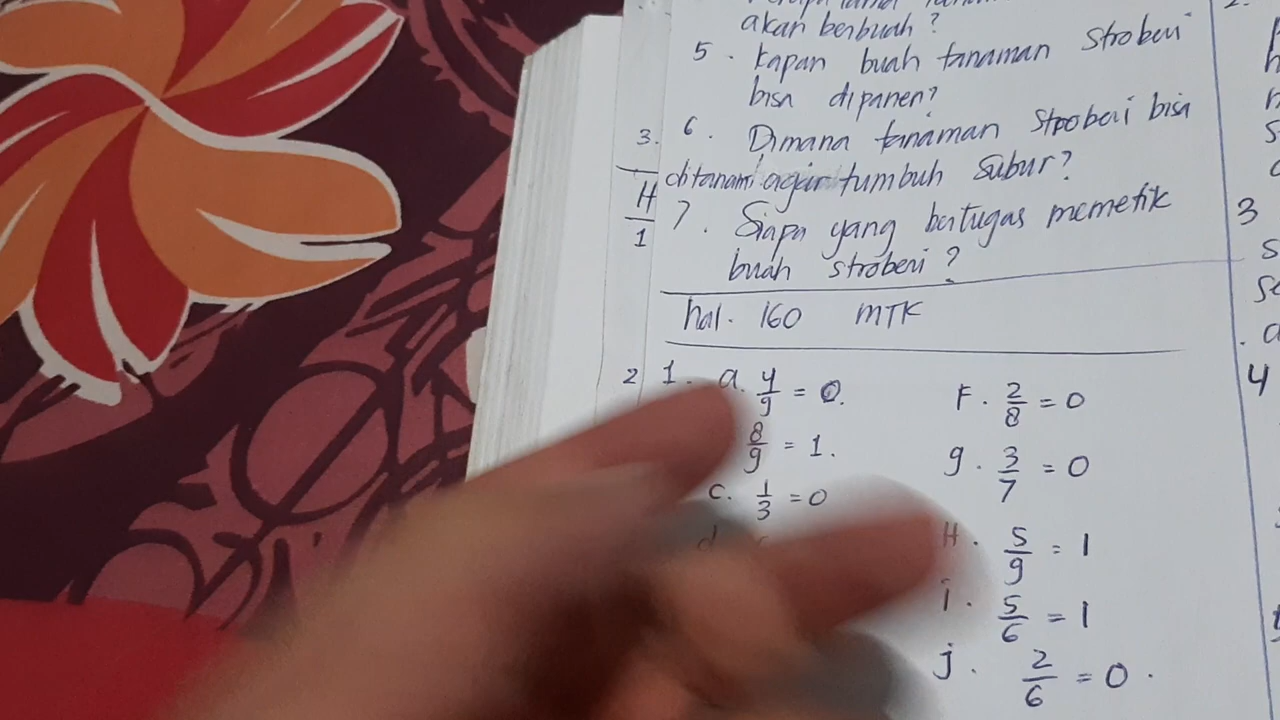 akan berbuah?
5. kapan buah tanaman stroberi
bisa dipanen?
3. 6. Dimana tanaman stroberi bisa
ditanami agar tumbuh subur?
H
1
7. Siapa yang bertugas memetik
buah stroberi?
hal. 160 MTK
2 1. a. 4/9 = 0.
8/9 = 1.
c. 1/3 = 0
d
F. 2/8 = 0
g. 3/7 = 0
H. 5/9 = 1
i. 5/6 = 1
j. 2/6 = 0.
3
4